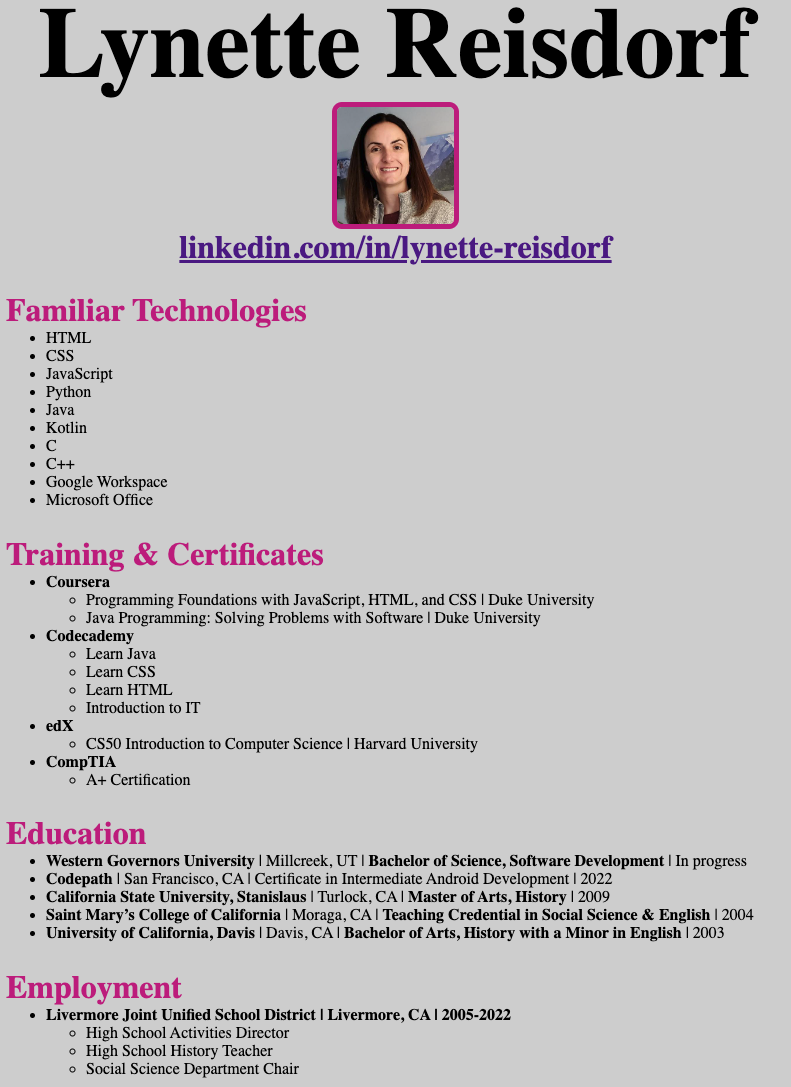 Lynette Reisdorf
linkedin.com/in/lynette-reisdorf
Familiar Technologies
HTML
CSS
JavaScript
Python
Java
Kotlin
C
C++
Google Workspace
Microsoft Office
Training & Certificates
Coursera
Programming Foundations with JavaScript, HTML, and CSS | Duke University
Java Programming: Solving Problems with Software | Duke University
Codecademy
Learn Java
Learn CSS
Learn HTML
Introduction to IT
edX
CS50 Introduction to Computer Science | Harvard University
CompTIA
A+ Certification
Education
Western Governors University | Millcreek, UT | Bachelor of Science, Software Development | In progress
Codepath | San Francisco, CA | Certificate in Intermediate Android Development | 2022
California State University, Stanislaus | Turlock, CA | Master of Arts, History | 2009
Saint Mary's College of California | Moraga, CA | Teaching Credential in Social Science & English | 2004
University of California, Davis | Davis, CA | Bachelor of Arts, History with a Minor in English | 2003
Employment
Livermore Joint Unified School District | Livermore, CA | 2005-2022
High School Activities Director
High School History Teacher
Social Science Department Chair